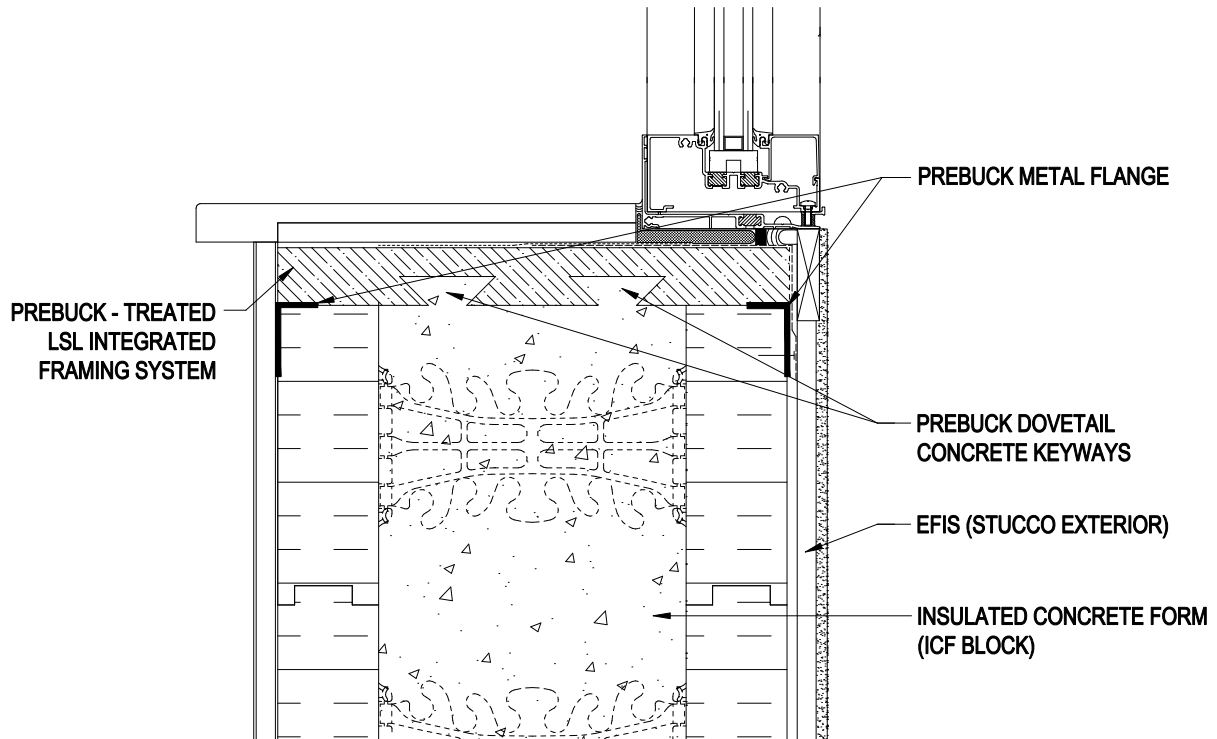 PREBUCK METAL FLANGE
PREBUCK - TREATED
LSL INTEGRATED
FRAMING SYSTEM
PREBUCK DOVETAIL
CONCRETE KEYWAYS
EFIS (STUCCO EXTERIOR)
INSULATED CONCRETE FORM
(ICF BLOCK)